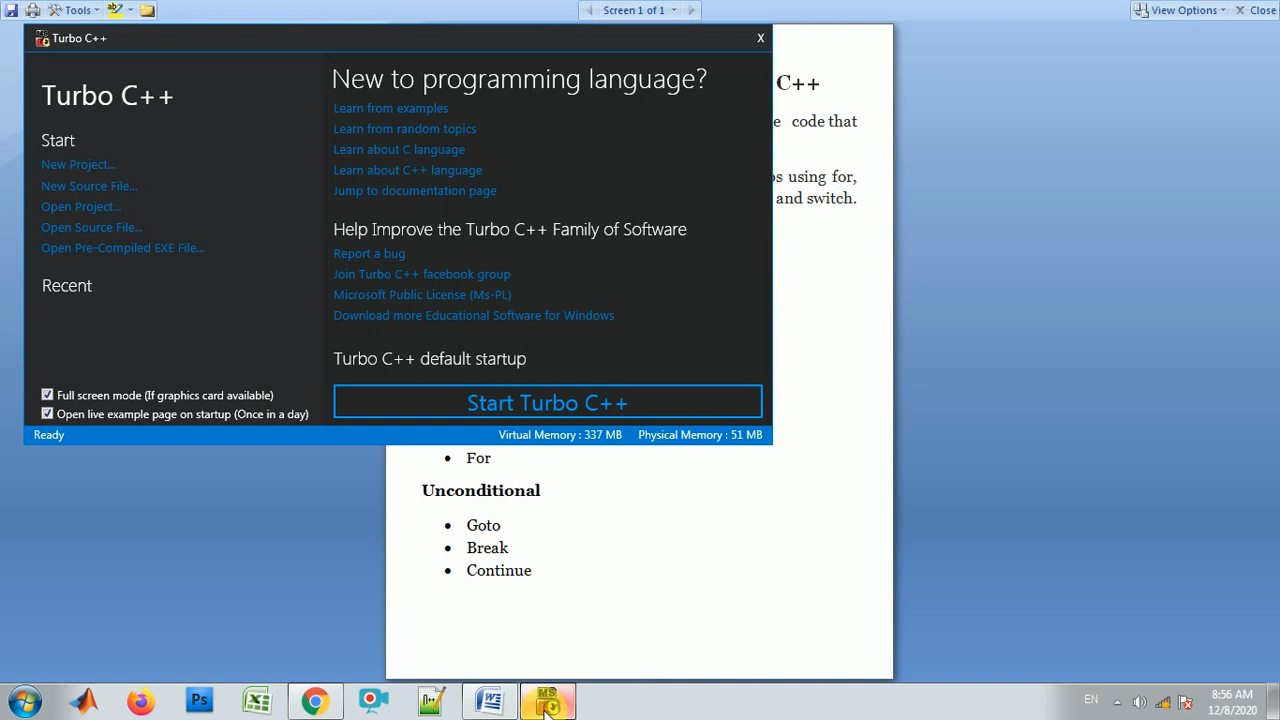 Tools
Screen 1 of 1
View Options
Close
Turbo C++
X
Turbo C++
Start
New Project...
New Source File...
Open Project...
Open Source File...
Open Pre-Compiled EXE File...
Recent
Full screen mode (If graphics card available)
Open live example page on startup (Once in a day)
New to programming language?
Learn from examples
Learn from random topics
Learn about C language
Learn about C++ language
Jump to documentation page
Help Improve the Turbo C++ Family of Software
Report a bug
Join Turbo C++ facebook group
Microsoft Public License (Ms-PL)
Download more Educational Software for Windows
Turbo C++ default startup
Start Turbo C++
Ready
Virtual Memory : 337 MB
Physical Memory : 51 MB
C++
code that
using for,
and switch.
For
Unconditional
Goto
Break
Continue
Ps
EN
8:56 AM
12/8/2020